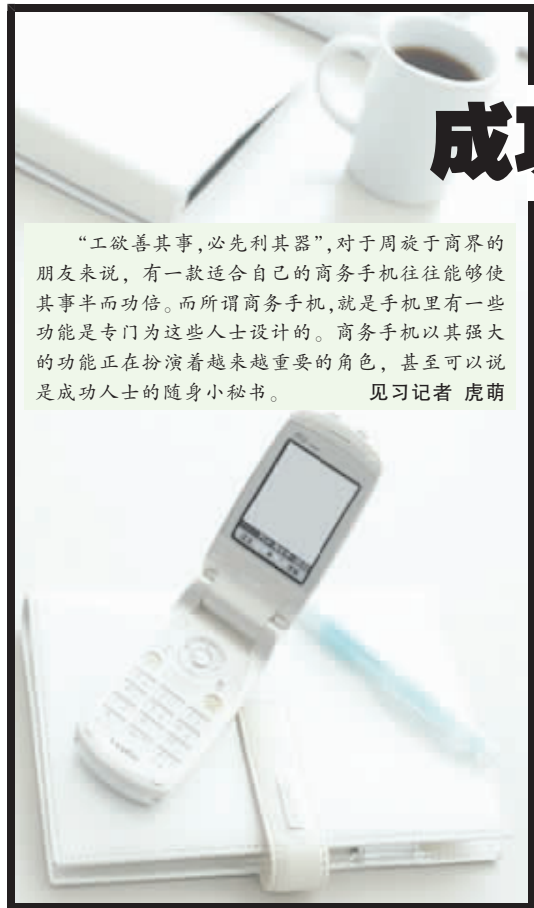 成功
“工欲善其事,必先利其器”,对于周旋于商界的
朋友来说，有一款适合自己的商务手机往往能够使
其事半而功倍。而所谓商务手机,就是手机里有一些
功能是专门为这些人士设计的。商务手机以其强大
的功能正在扮演着越来越重要的角色，甚至可以说
是成功人士的随身小秘书。 见习记者 虎萌